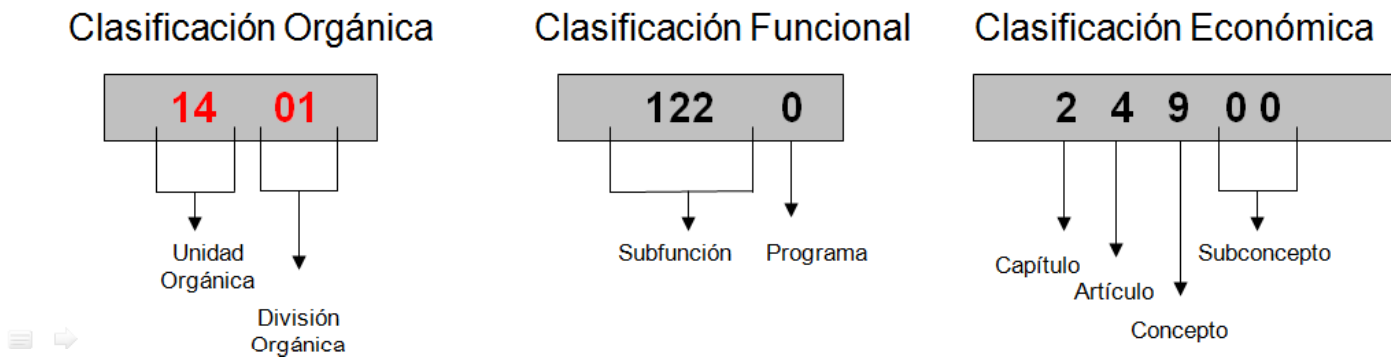 Clasificación Orgánica
Clasificación Funcional
Clasificación Económica
14 01
122 0
2 4 9 0 0
Unidad
Orgánica
División
Orgánica
Subfunción
Programa
Capítulo
Artículo
Concepto
Subconcepto